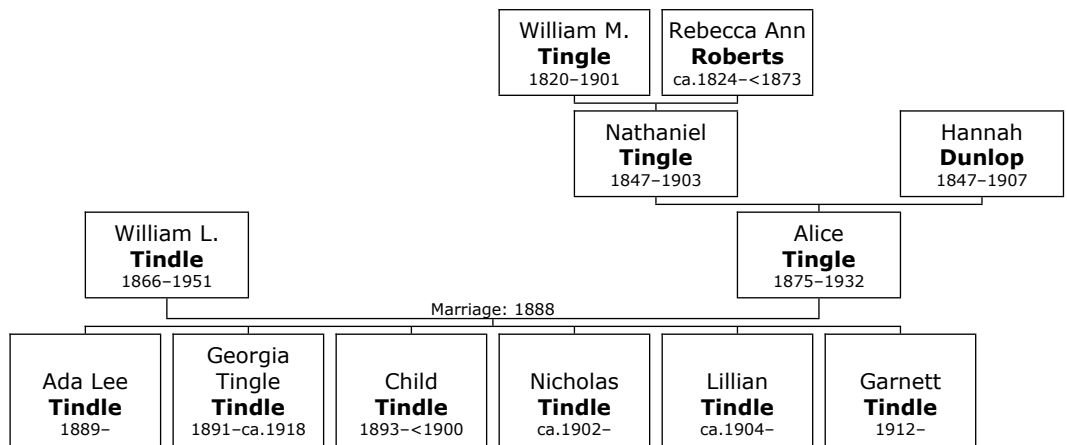 William M.
Tingle
1820–1901
Rebecca Ann
Roberts
ca.1824–<1873
Nathaniel
Tingle
1847–1903
Hannah
Dunlop
1847–1907
William L.
Tindle
1866–1951
Alice
Tingle
1875–1932
Marriage: 1888
Ada Lee
Tindle
1889–
Georgia
Tingle
Tindle
1891–ca.1918
Child
Tindle
1893–<1900
Nicholas
Tindle
ca.1902–
Lillian
Tindle
ca.1904–
Garnett
Tindle
1912–